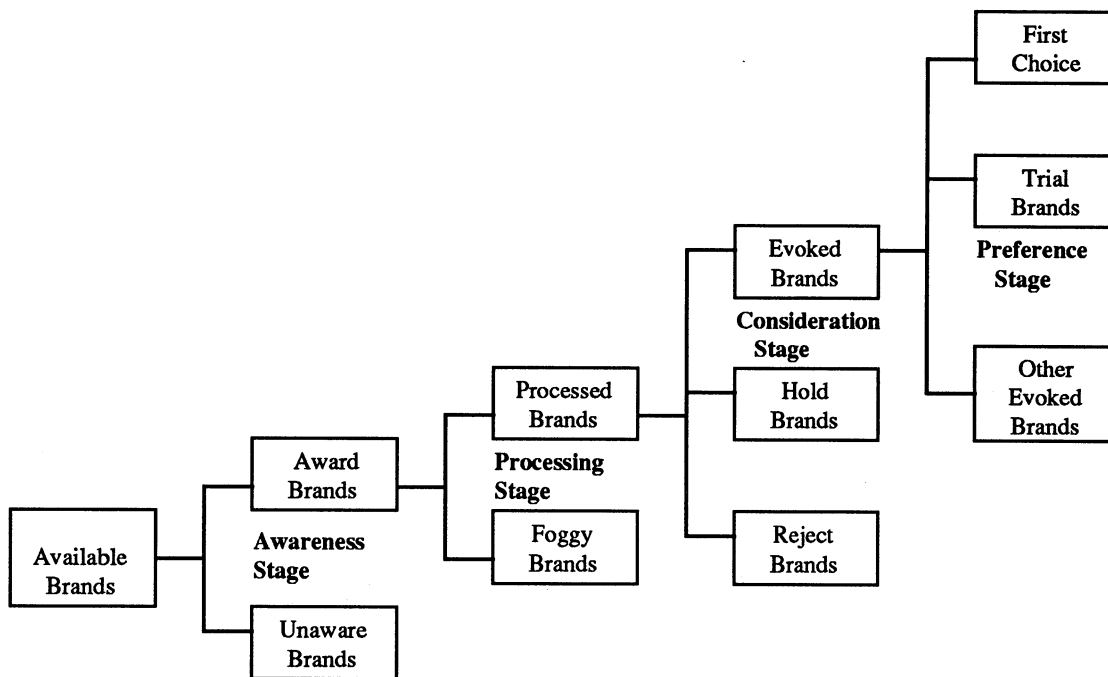 First
Choice
Trial
Brands
Preference
Stage
Evoked
Brands
Consideration
Stage
Hold
Brands
Other
Evoked
Brands
Processed
Brands
Processing
Stage
Foggy
Brands
Reject
Brands
Award
Brands
Awareness
Stage
Unaware
Brands
Available
Brands